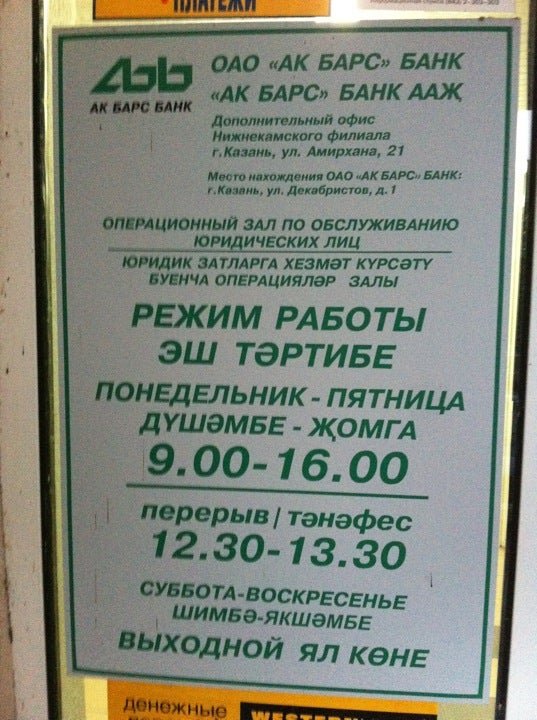 ПЛАТЕЖИ
ОАО «АК БАРС» БАНК
«АК БАРС» БАНК ААҖ
АК БАРС БАНК
Дополнительный офис
Нижнекамского филиала
г.Казань, ул. Амирхана, 21
Место нахождения ОАО «АК БАРС» БАНК:
г.Казань, ул. Декабристов, д.1
ОПЕРАЦИОННЫЙ ЗАЛ ПО ОБСЛУЖИВАНИЮ
ЮРИДИЧЕСКИХ ЛИЦ
ЮРИДИК ЗАТЛАРГА ХЕЗМӘТ КҮРСӘТҮ
БУЕНЧА ОПЕРАЦИЯЛӘР ЗАЛЫ
РЕЖИМ РАБОТЫ
ЭШ ТӘРТИБЕ
ПОНЕДЕЛЬНИК - ПЯТНИЦА
ДҮШӘМБЕ - ҖОМГА
9.00-16.00
перерыв / тәнәфес
12.30-13.30
СУББОТА-ВОСКРЕСЕНЬЕ
ШИМБӘ-ЯКШӘМБЕ
ВЫХОДНОЙ ЯЛ КӨНЕ
денежные